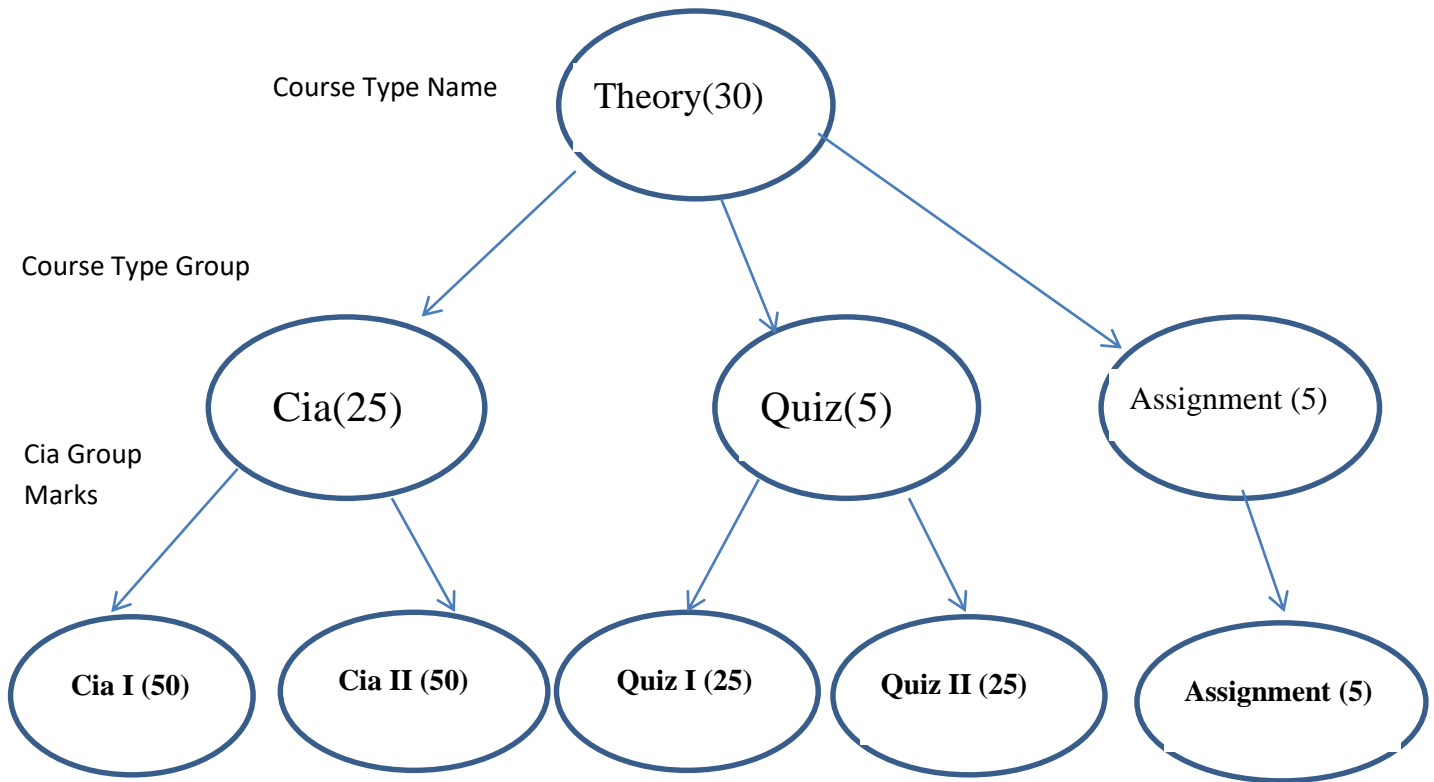 Course Type Name
Theory(30)
Course Type Group
Cia(25)
Quiz(5)
Assignment (5)
Cia Group
Marks
Cia I (50)
Cia II (50)
Quiz I (25)
Quiz II (25)
Assignment (5)